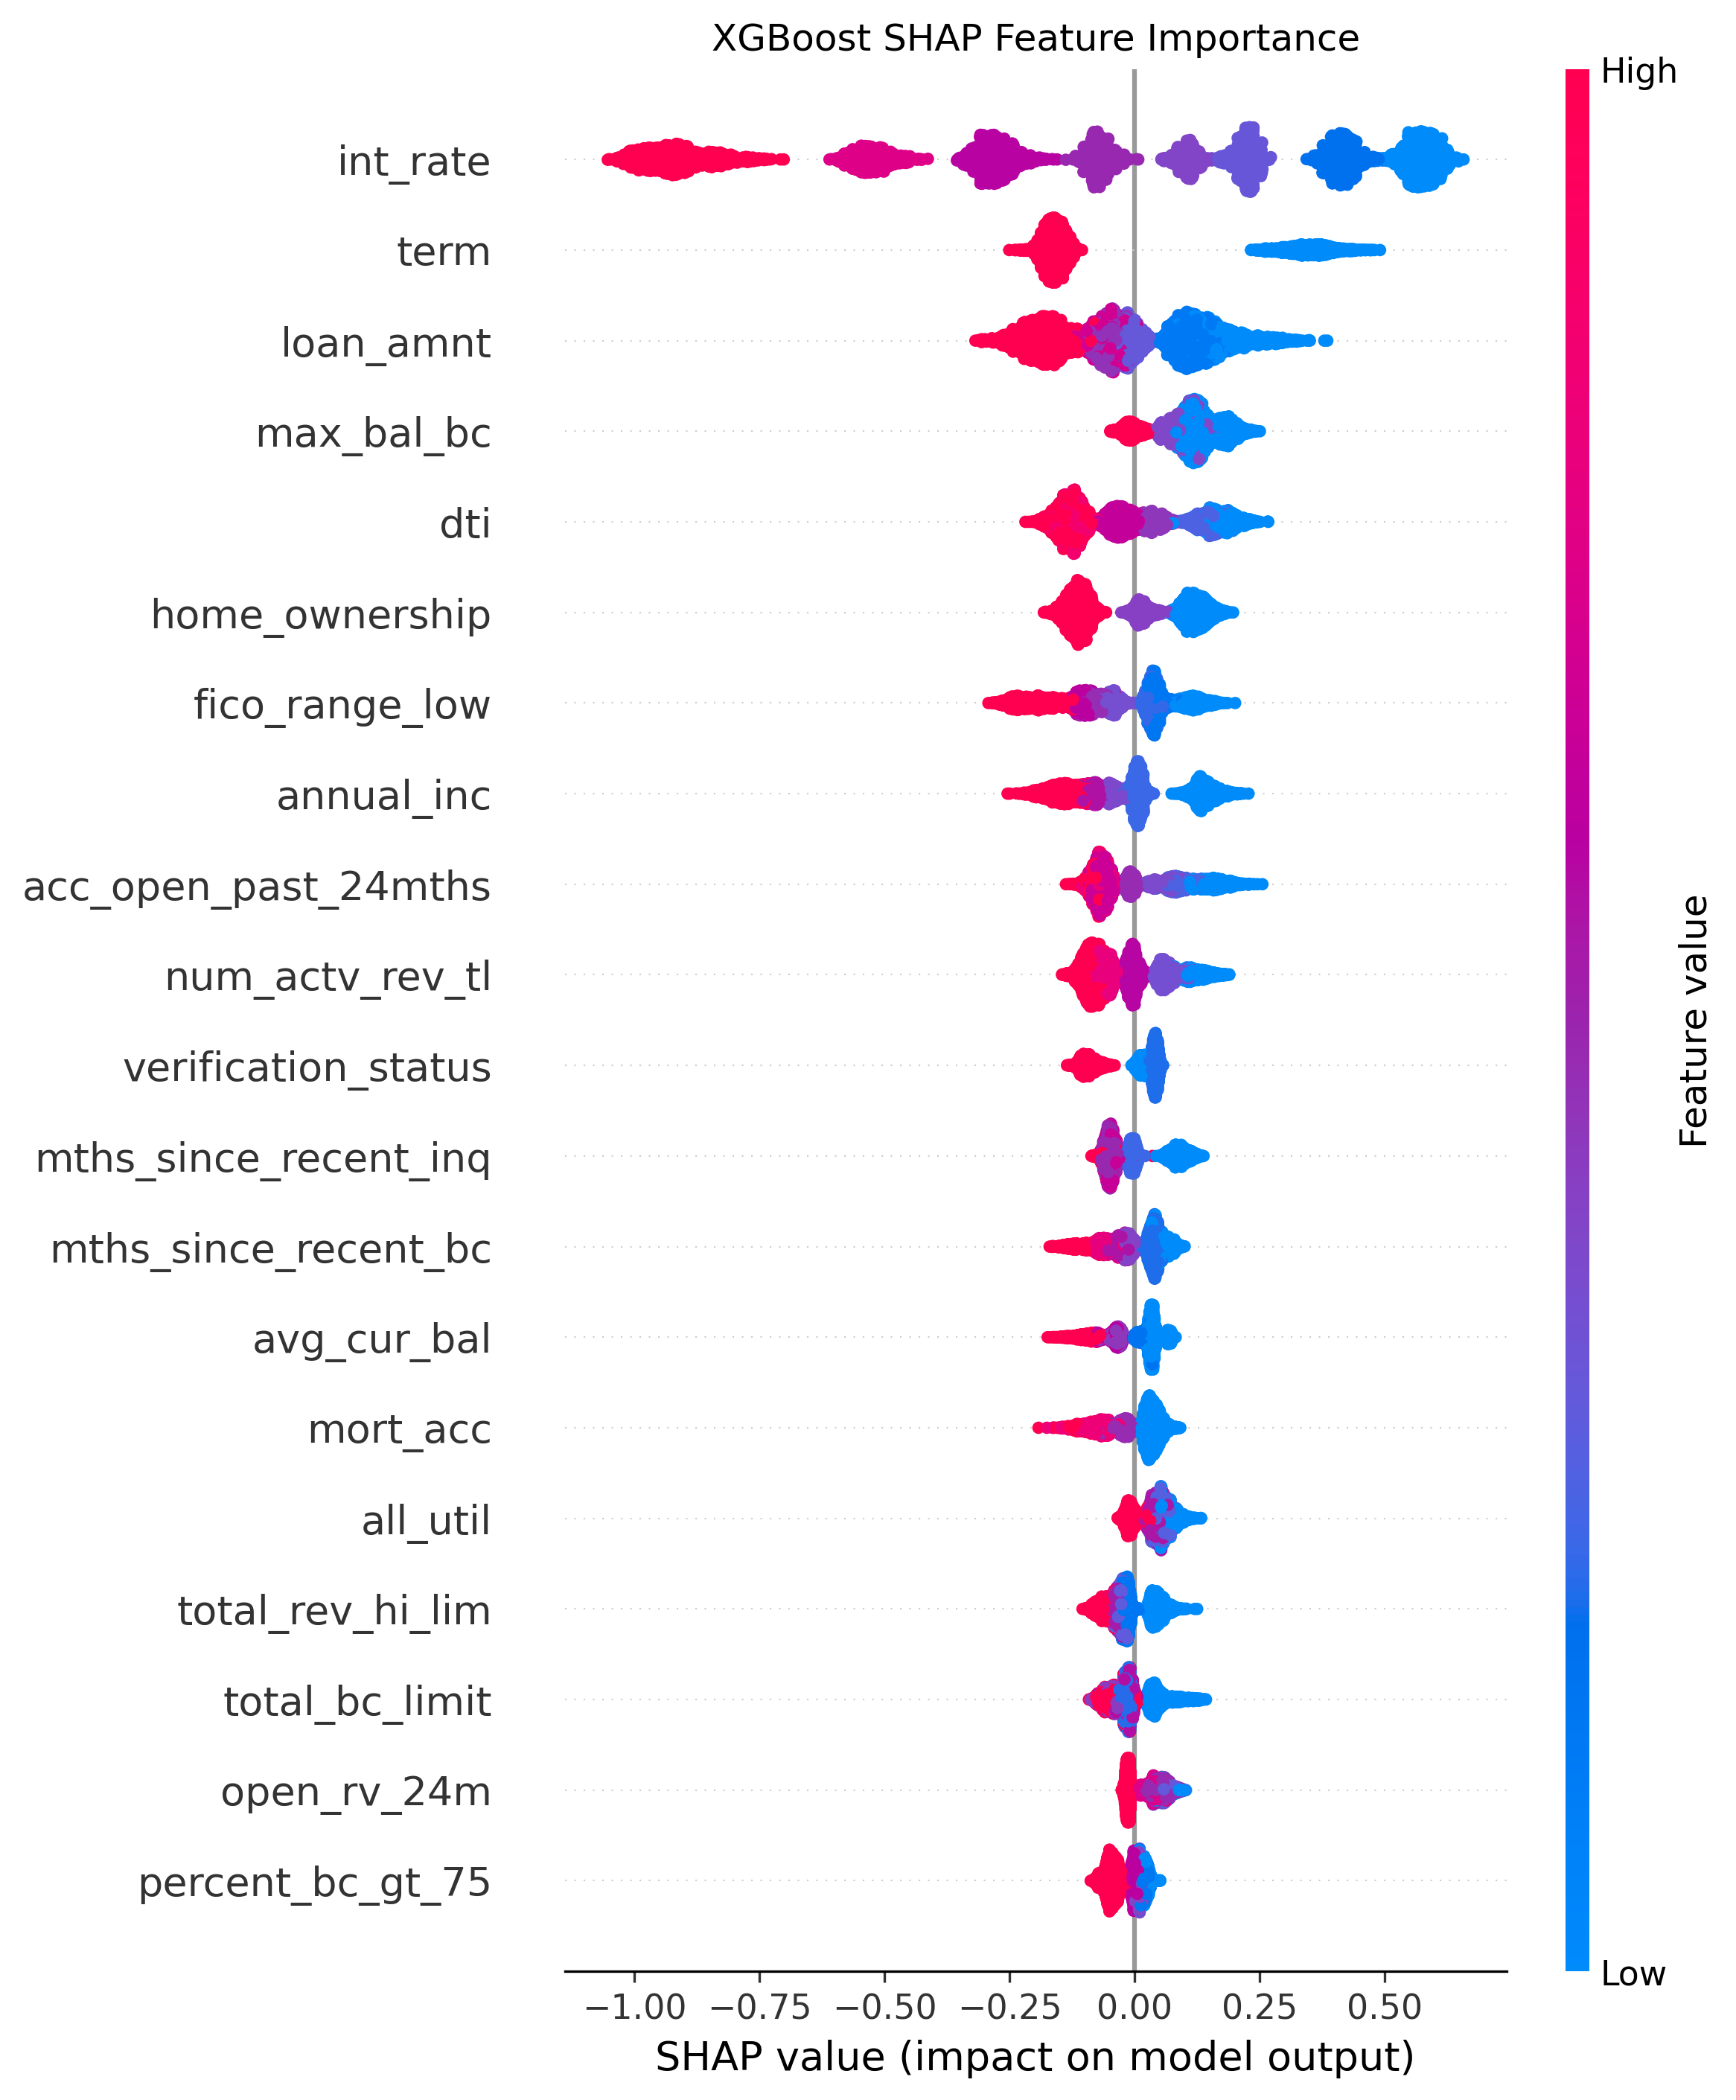 XGBoost SHAP Feature Importance
High
int_rate
term
loan_amnt
max_bal_bc
dti
home_ownership
fico_range_low
annual_inc
acc_open_past_24mths
num_actv_rev_tl
verification_status
mths_since_recent_inq
mths_since_recent_bc
avg_cur_bal
mort_acc
all_util
total_rev_hi_lim
total_bc_limit
open_rv_24m
percent_bc_gt_75
Feature value
Low
−1.00 −0.75 −0.50 −0.25 0.00 0.25 0.50
SHAP value (impact on model output)